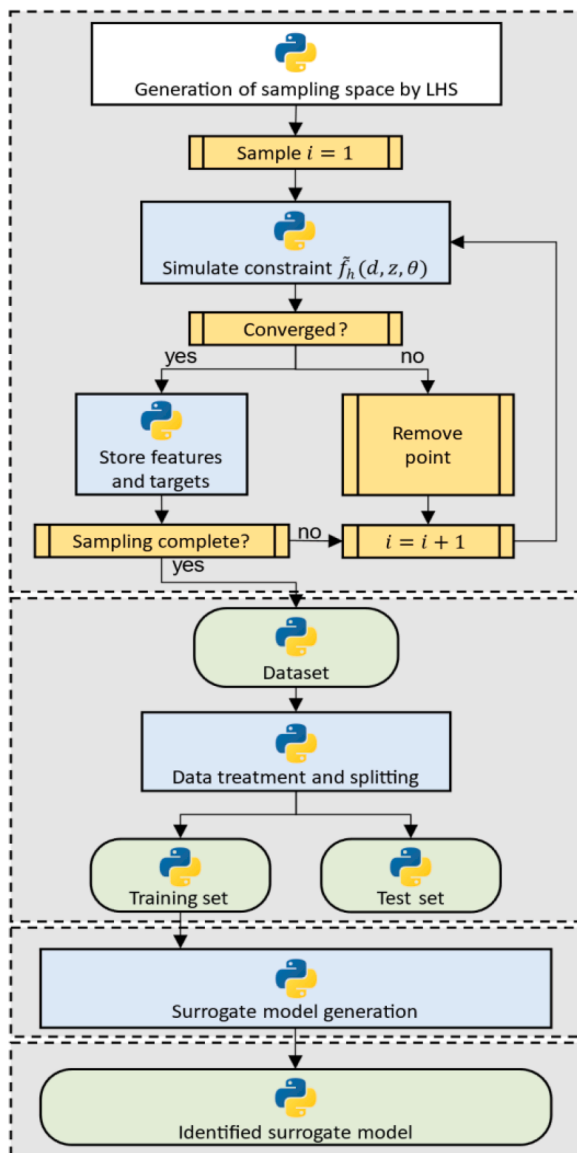 Generation of sampling space by LHS
Sample i = 1
Simulate constraint f̃ₕ(d, z, θ)
Converged?
yes
no
Store features
and targets
Remove
point
Sampling complete?
no
i = i + 1
yes
Dataset
Data treatment and splitting
Training set
Test set
Surrogate model generation
Identified surrogate model